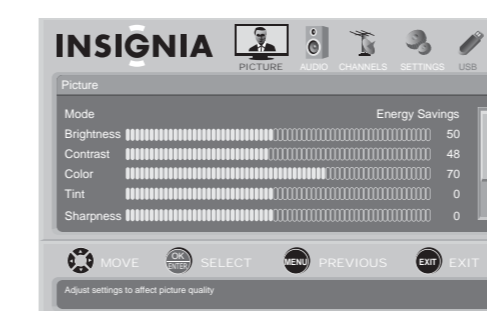 INSIGNIA
PICTURE AUDIO CHANNELS SETTINGS USB
Picture
Mode Energy Savings
Brightness 50
Contrast 48
Color 70
Tint 0
Sharpness 0
MOVE OK ENTER SELECT MENU PREVIOUS EXIT EXIT
Adjust settings to affect picture quality